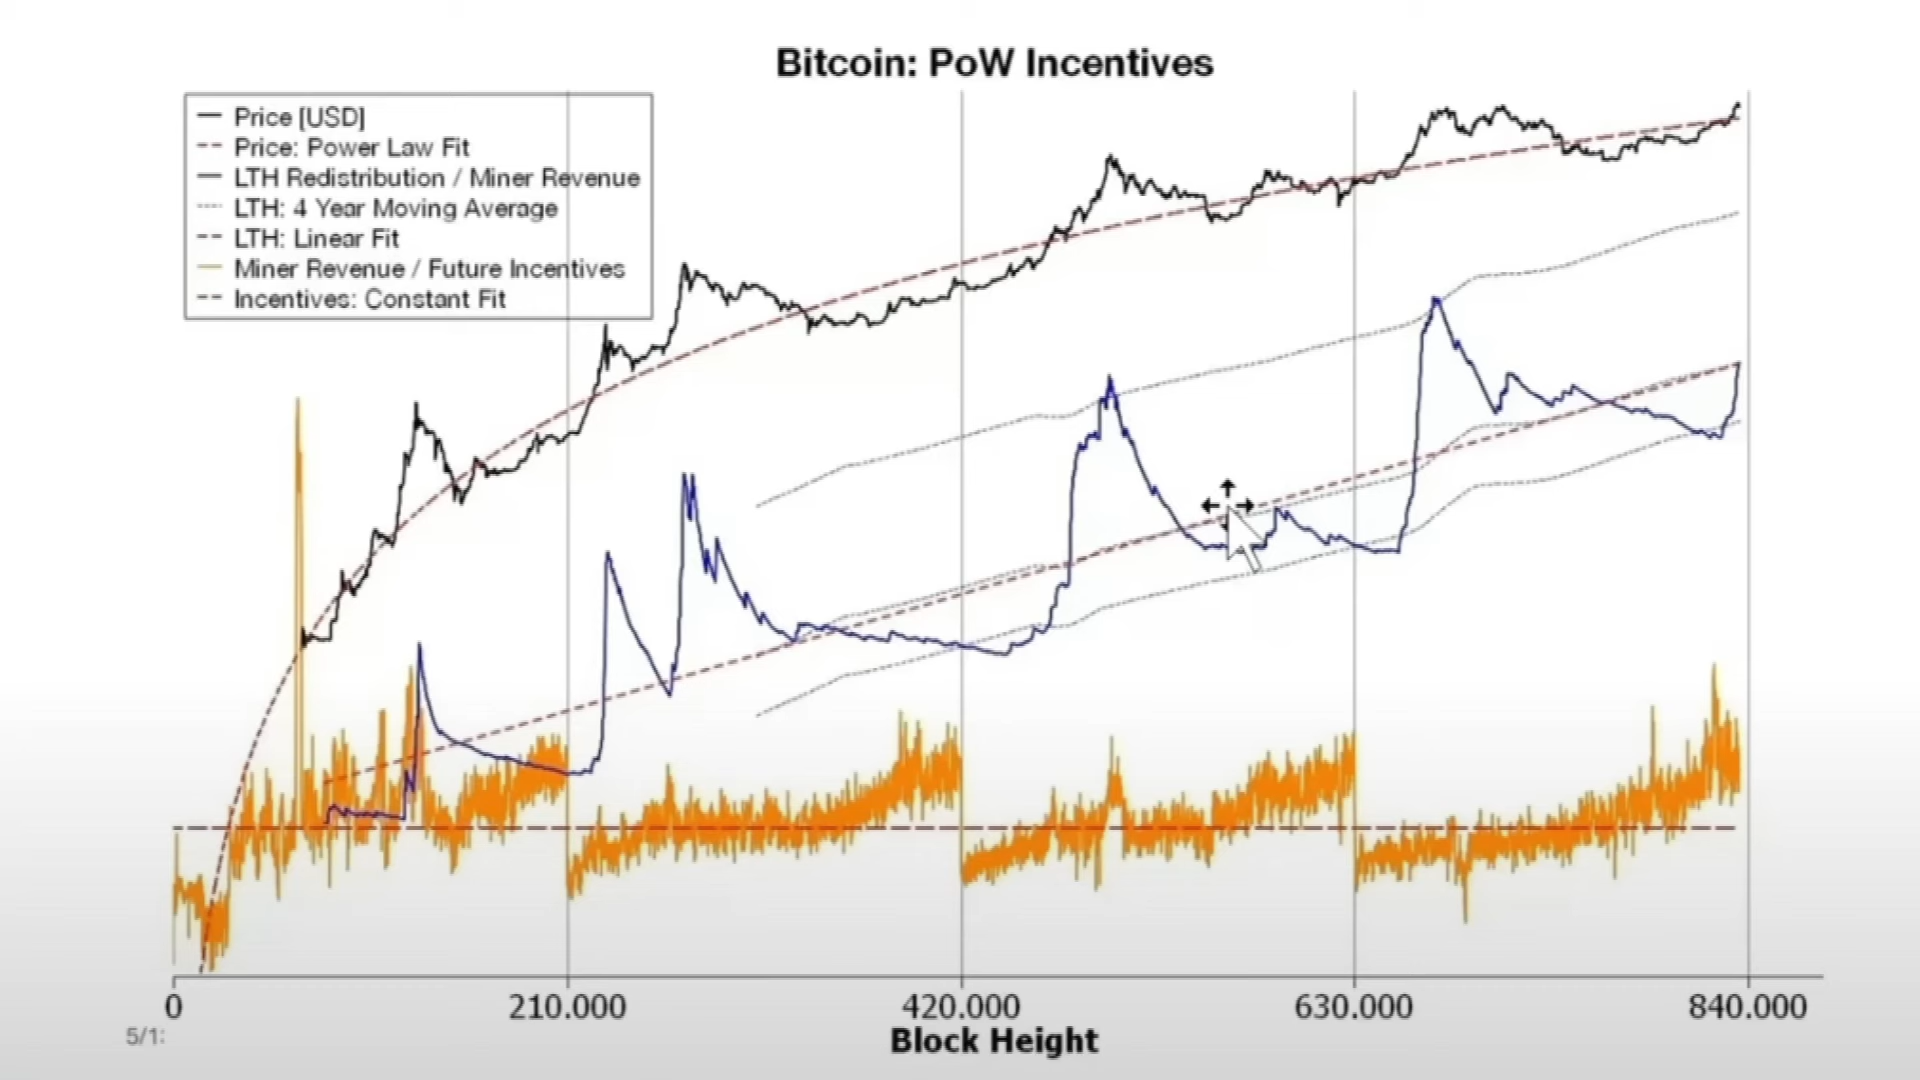 Bitcoin: PoW Incentives
Price [USD]
Price: Power Law Fit
LTH Redistribution / Miner Revenue
LTH: 4 Year Moving Average
LTH: Linear Fit
Miner Revenue / Future Incentives
Incentives: Constant Fit
0 210.000 420.000 630.000 840.000
5/1:
Block Height